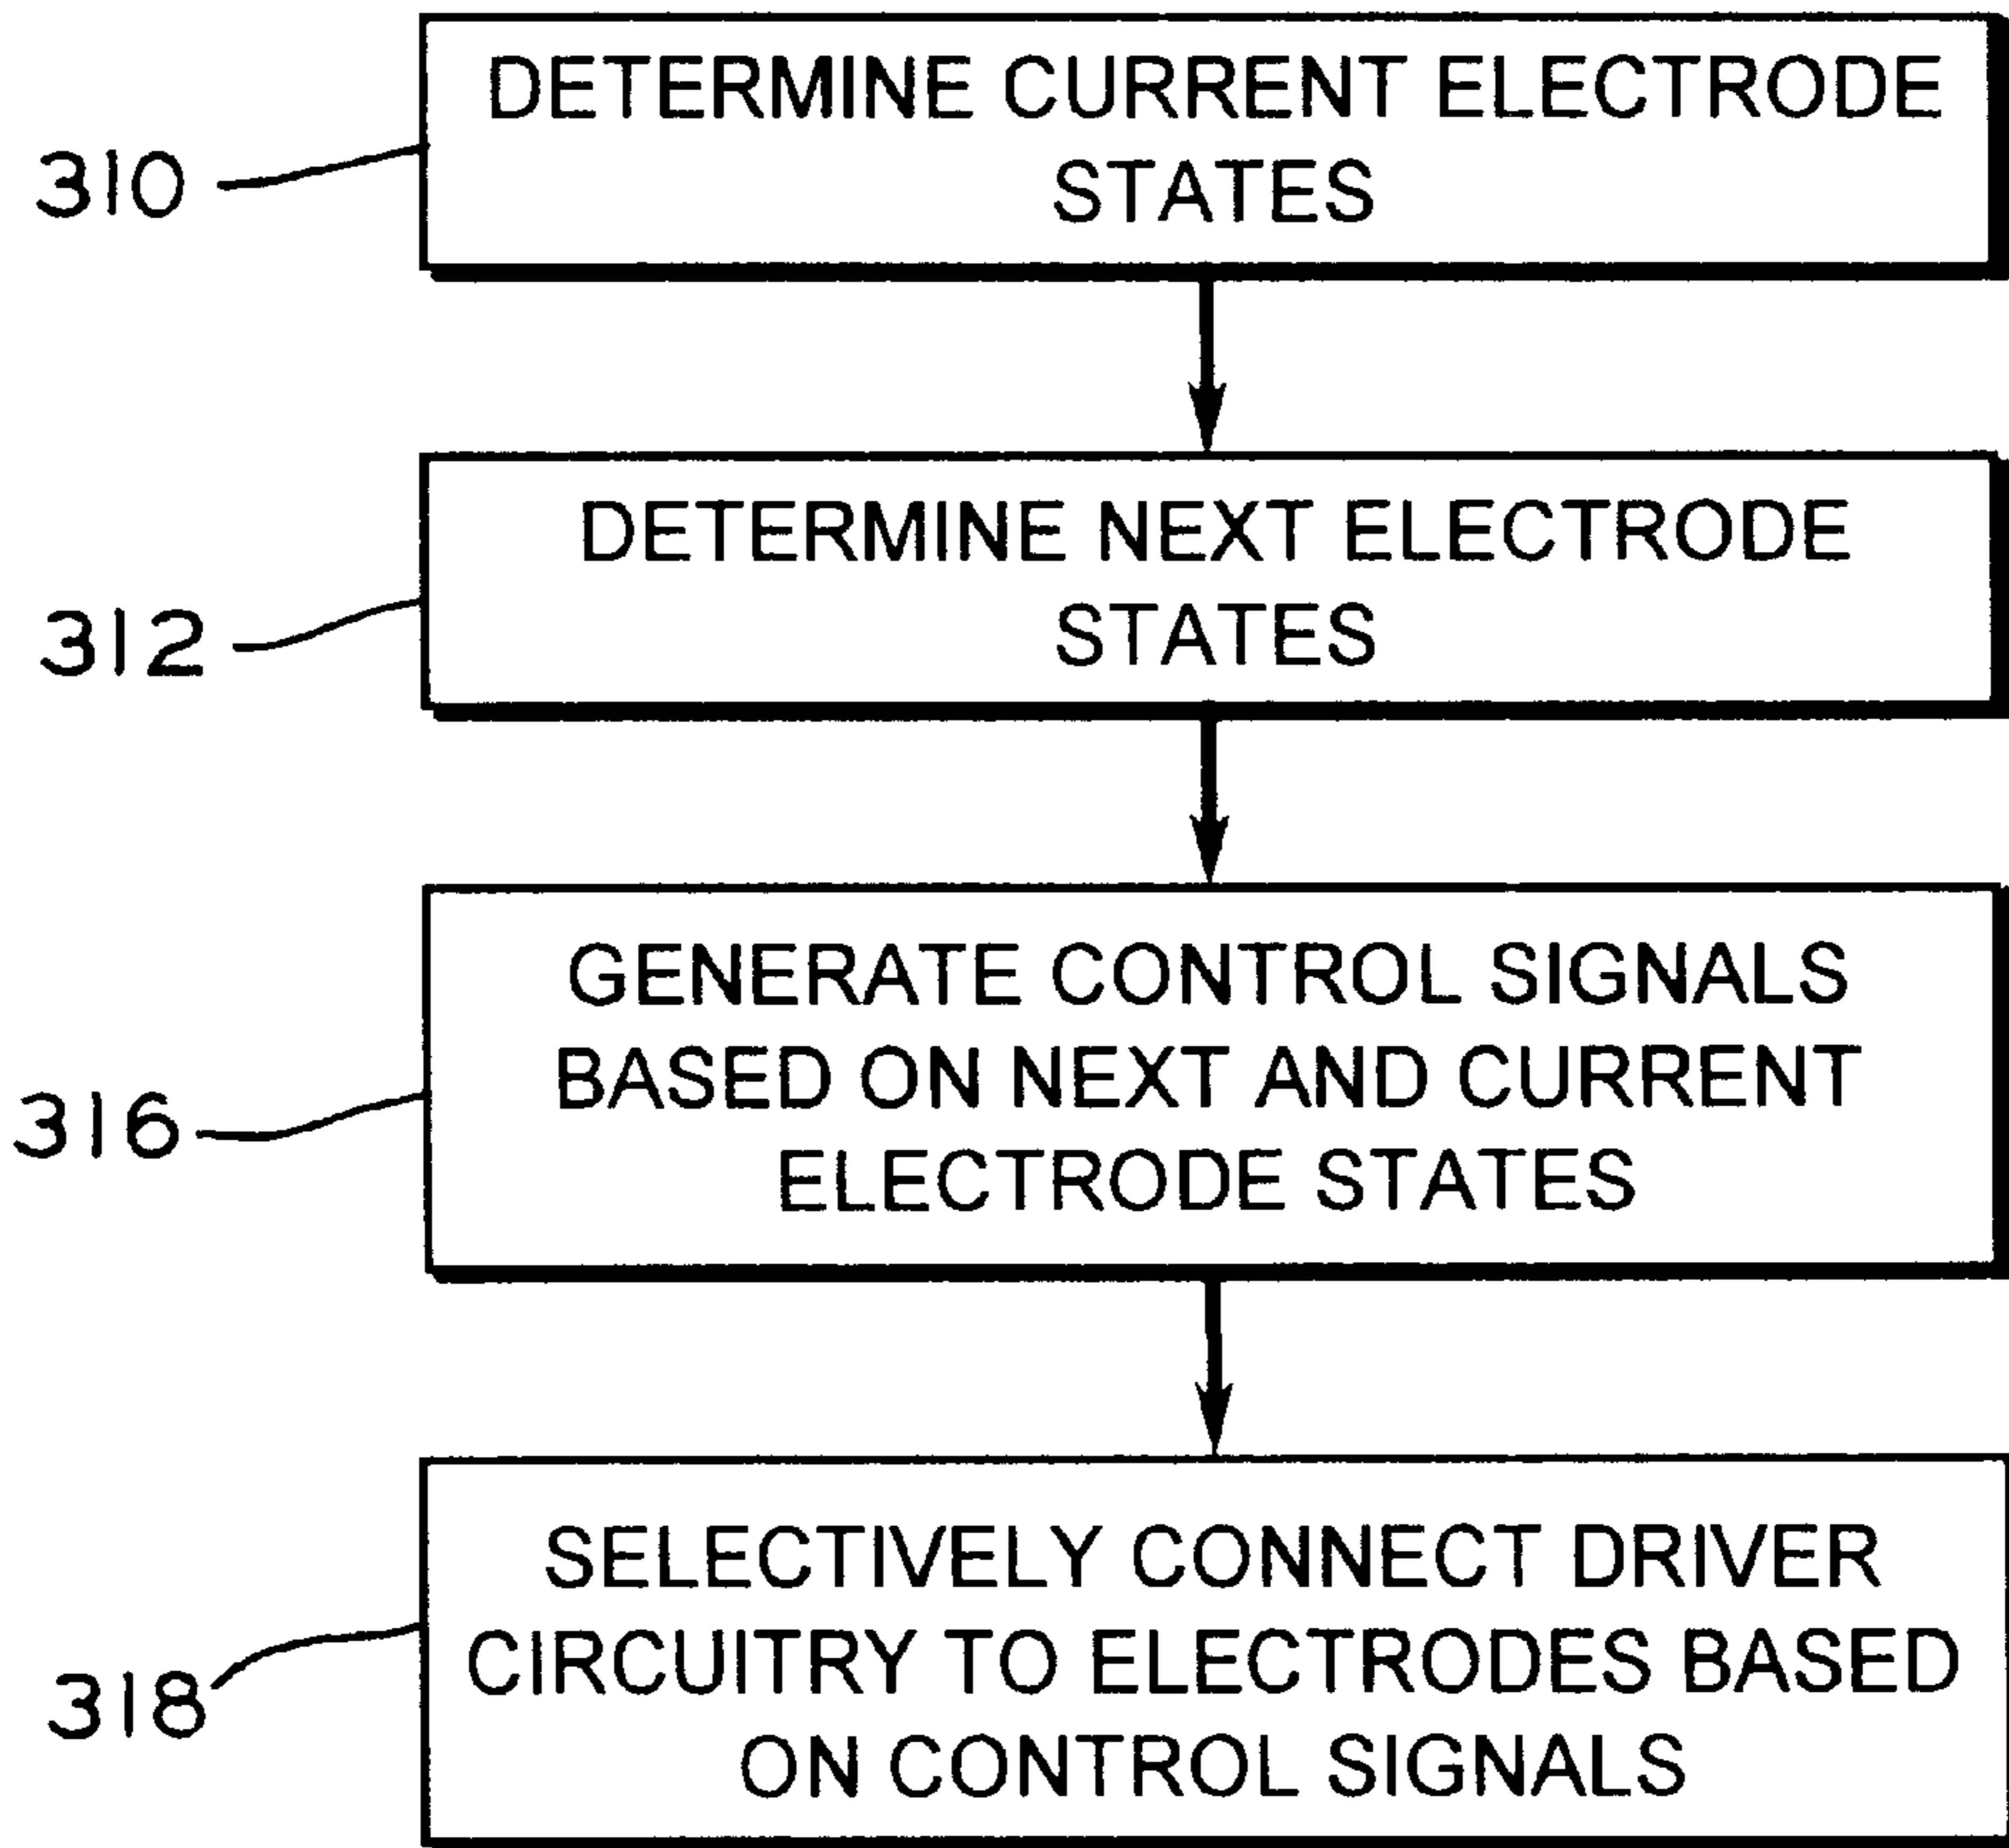 DETERMINE CURRENT ELECTRODE
STATES
310
DETERMINE NEXT ELECTRODE
STATES
312
GENERATE CONTROL SIGNALS
BASED ON NEXT AND CURRENT
ELECTRODE STATES
316
SELECTIVELY CONNECT DRIVER
CIRCUITRY TO ELECTRODES BASED
ON CONTROL SIGNALS
318